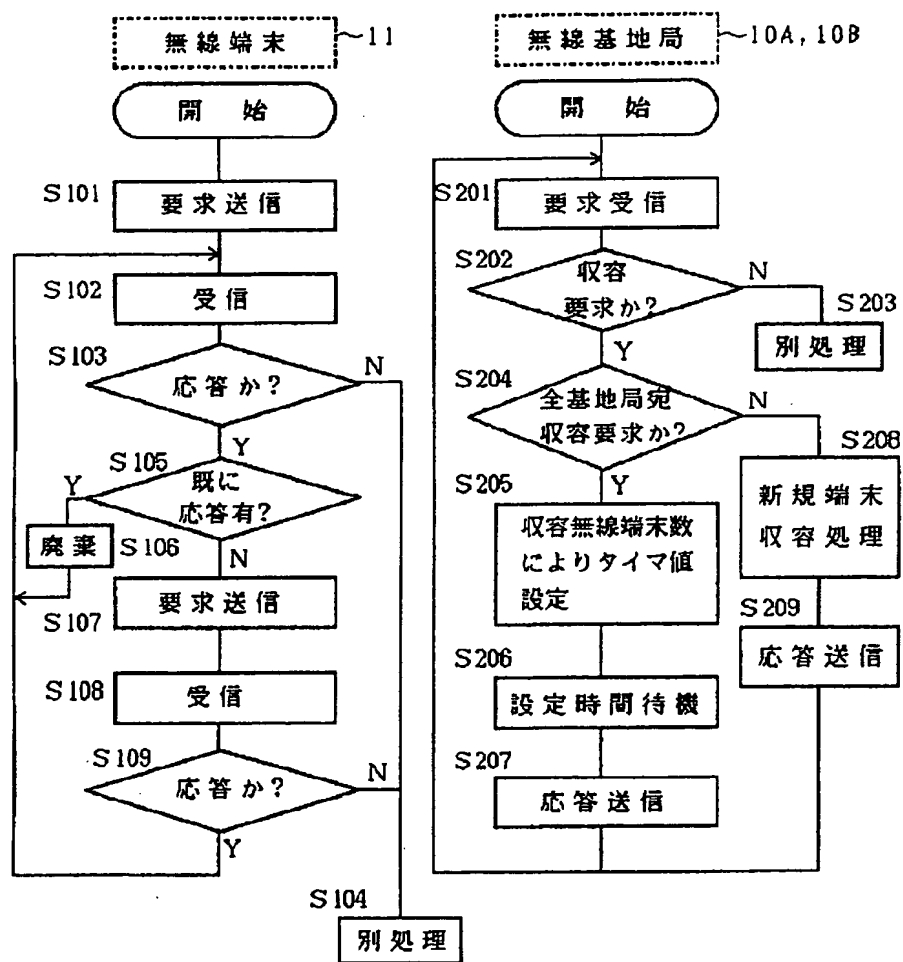 無線端末
~11
開始
S101
要求送信
S102
受信
S103
応答か?
N
Y
S105
既に
応答有?
Y
廃棄
S106
N
S107
要求送信
S108
受信
S109
応答か?
N
Y
S104
別処理
無線基地局
~10A, 10B
開始
S201
要求受信
S202
収容
要求か?
N
S203
別処理
Y
S204
全基地局宛
収容要求か?
N
S208
新規端末
収容処理
Y
S205
収容無線端末数
によりタイマ値
設定
S209
応答送信
S206
設定時間待機
S207
応答送信